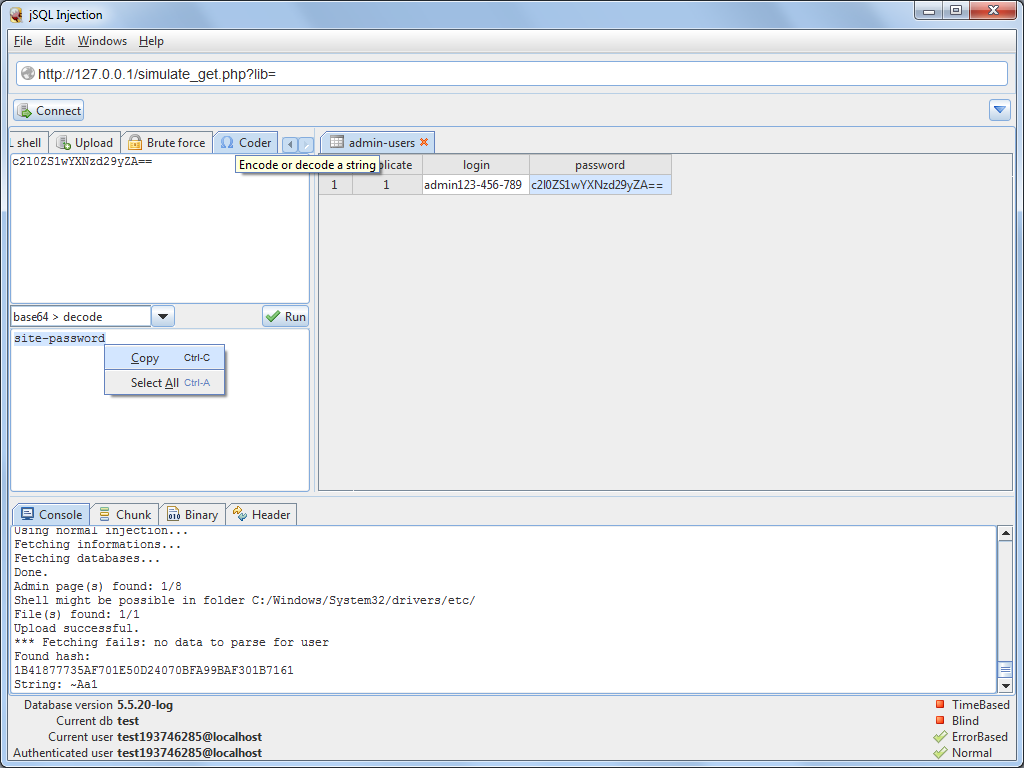 jSQL Injection
File Edit Windows Help
http://127.0.0.1/simulate_get.php?lib=
Connect
shell Upload Brute force Coder
admin-users
c2l0ZS1wYXNzd29yZA==
Encode or decode a string
plicate login password
1 1 admin123-456-789 c2l0ZS1wYXNzd29yZA==
base64 > decode
Run
site-password
Copy Ctrl-C
Select All Ctrl-A
Console Chunk Binary Header
Using normal injection...
Fetching informations...
Fetching databases...
Done.
Admin page(s) found: 1/8
Shell might be possible in folder C:/Windows/System32/drivers/etc/
File(s) found: 1/1
Upload successful.
*** Fetching fails: no data to parse for user
Found hash:
1B41877735AF701E50D24070BFA99BAF301B7161
String: ~Aa1
Database version 5.5.20-log
Current db test
Current user test193746285@localhost
Authenticated user test193746285@localhost
TimeBased
Blind
ErrorBased
Normal